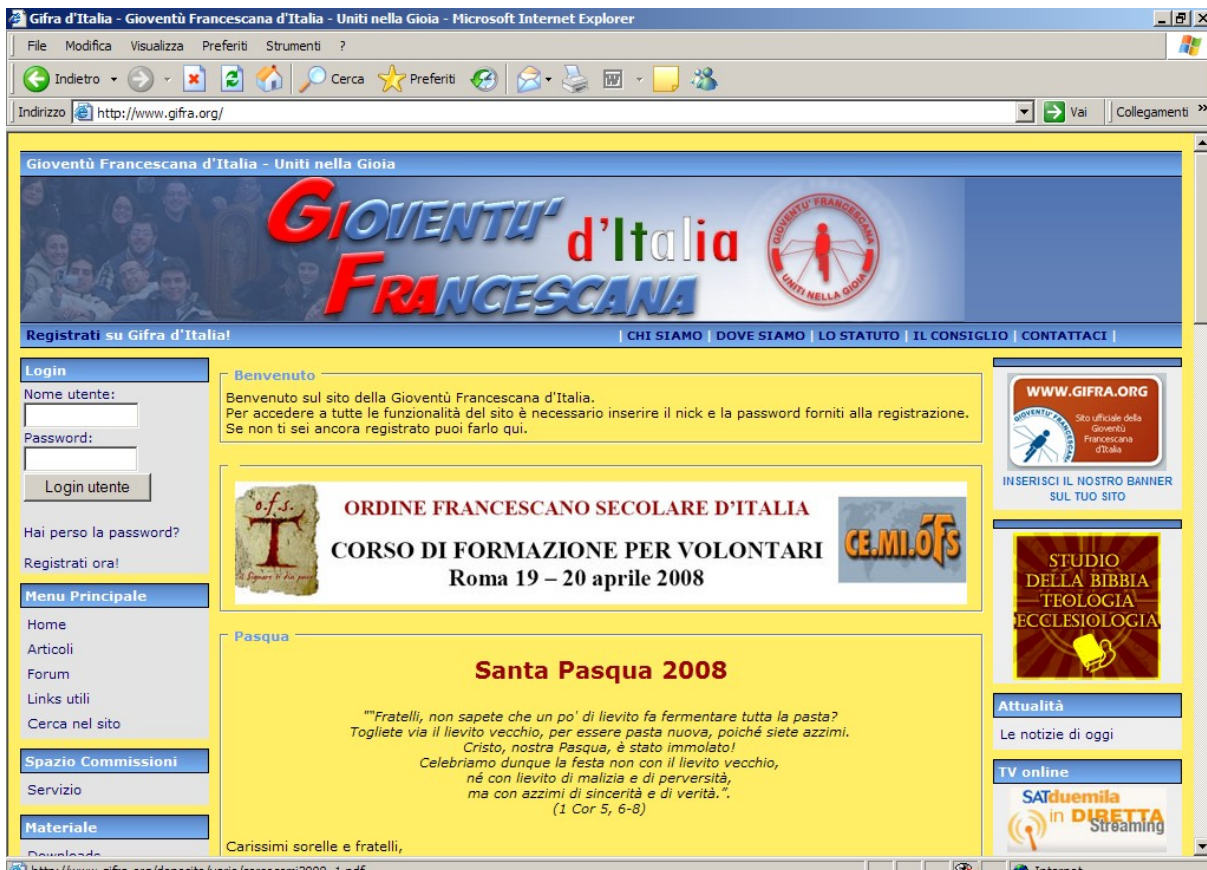 Gifra d'Italia - Gioventù Francescana d'Italia - Uniti nella Gioia - Microsoft Internet Explorer
File Modifica Visualizza Preferiti Strumenti ?
Indietro Cerca Preferiti
Indirizzo http://www.gifra.org/ Vai Collegamenti »
Gioventù Francescana d'Italia - Uniti nella Gioia
GIOVENTU' FRANCESCANA d'Italia
GIOVENTU' FRANCESCANA
UNITI NELLA GIOIA
Registrati su Gifra d'Italia!
| CHI SIAMO | DOVE SIAMO | LO STATUTO | IL CONSIGLIO | CONTATTACI |
Login
Nome utente:
Password:
Login utente
Hai perso la password?
Registrati ora!
Menu Principale
Home
Articoli
Forum
Links utili
Cerca nel sito
Spazio Commissioni
Servizio
Materiale
Downloads
Benvenuto
Benvenuto sul sito della Gioventù Francescana d'Italia.
Per accedere a tutte le funzionalità del sito è necessario inserire il nick e la password forniti alla registrazione.
Se non ti sei ancora registrato puoi farlo qui.
o.f.s.
il Signore ti dia pace
ORDINE FRANCESCANO SECOLARE D'ITALIA
CORSO DI FORMAZIONE PER VOLONTARI
Roma 19 – 20 aprile 2008
CE.MI.OFS
Pasqua
Santa Pasqua 2008
""Fratelli, non sapete che un po' di lievito fa fermentare tutta la pasta?
Togliete via il lievito vecchio, per essere pasta nuova, poiché siete azzimi.
Cristo, nostra Pasqua, è stato immolato!
Celebriamo dunque la festa non con il lievito vecchio,
né con lievito di malizia e di perversità,
ma con azzimi di sincerità e di verità.".
(1 Cor 5, 6-8)
Carissimi sorelle e fratelli,
WWW.GIFRA.ORG
GIOVENTU' FRANCESCANA
Sito ufficiale della
Gioventù
Francescana
d'Italia
INSERISCI IL NOSTRO BANNER
SUL TUO SITO
STUDIO
DELLA BIBBIA
TEOLOGIA
ECCLESIOLOGIA
Attualità
Le notizie di oggi
TV online
SATduemila
in DIRETTA
Streaming
Internet